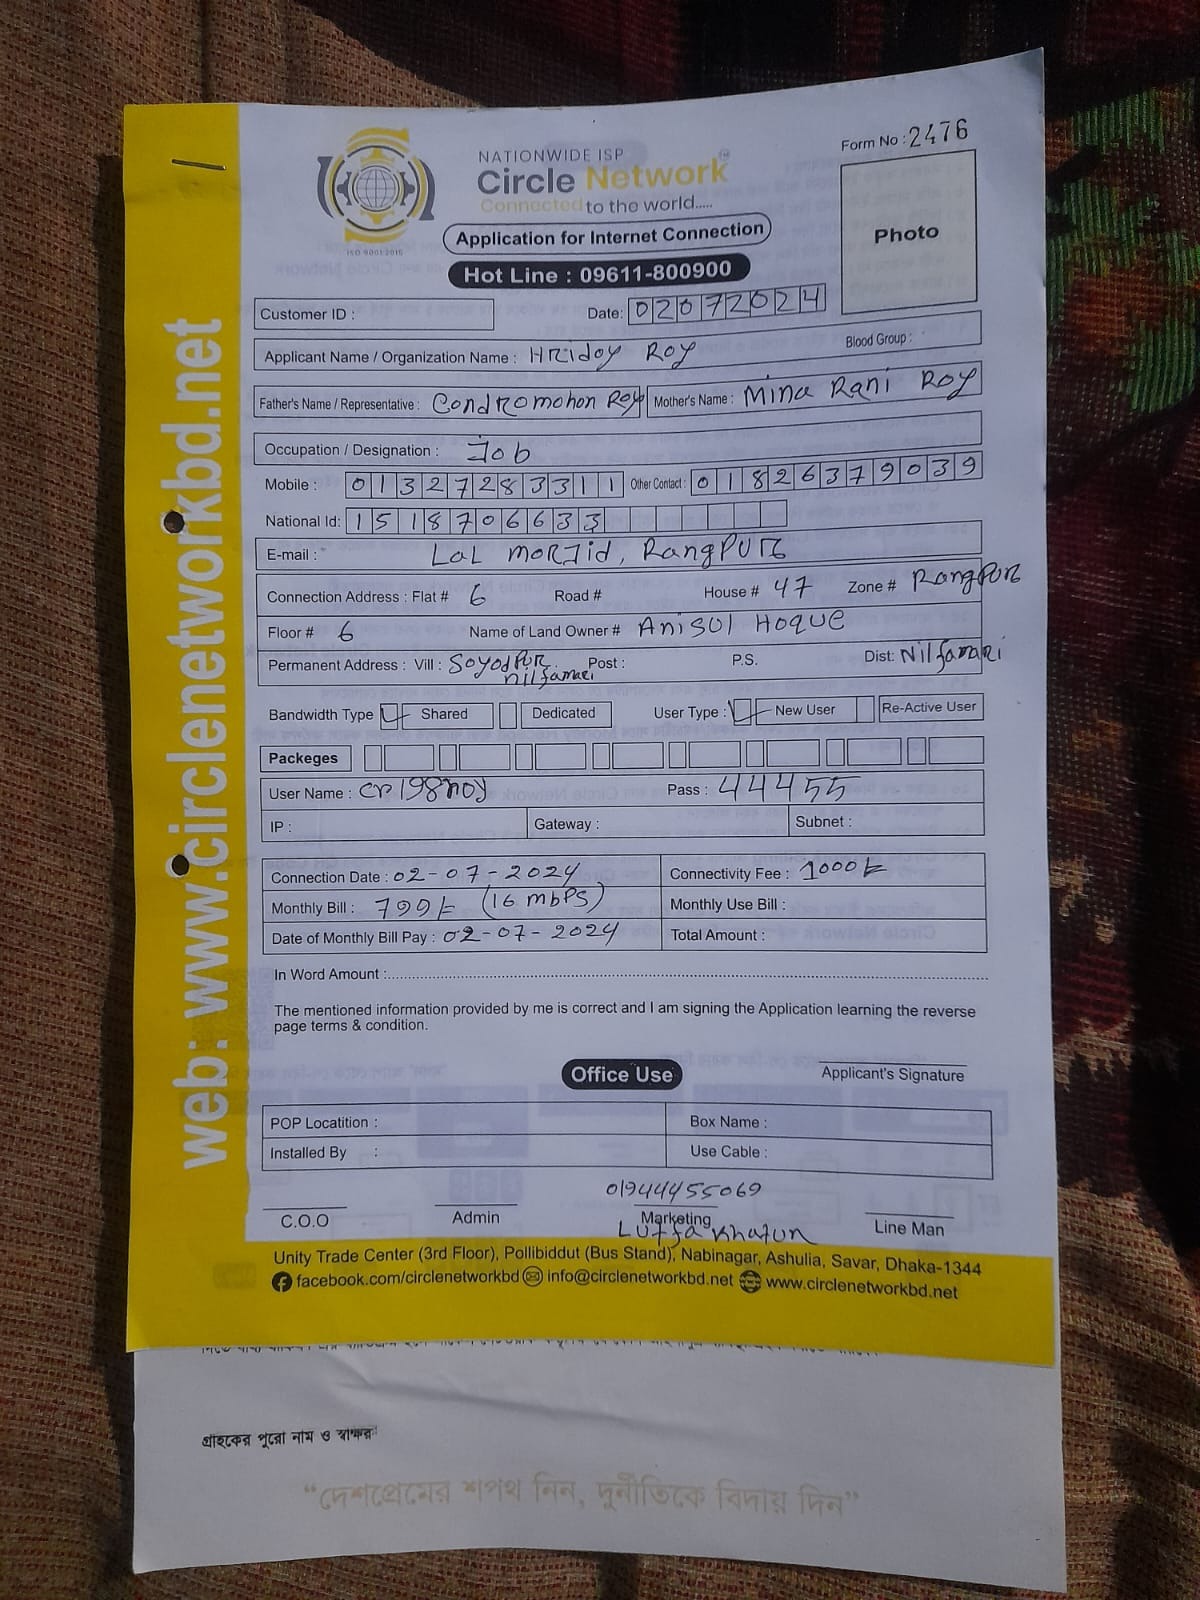 web: www.circlenetworkbd.net
Form No : 2476
NATIONWIDE ISP
Circle Network
Connected to the world.....
ISO 9001:2015
Application for Internet Connection
Hot Line : 09611-800900
Photo
Customer ID :
Date: 02072024
Applicant Name / Organization Name : Hridoy Roy
Blood Group :
Father's Name / Representative : Condromohon Roy Mother's Name : Mina Rani Roy
Occupation / Designation : Job
Mobile : 01327283311 Other Contact : 01826379039
National Id: 1518706633
E-mail : Lal morJid, RangPUR
Connection Address : Flat # 6 Road # House # 47 Zone # RangPUR
Floor # 6 Name of Land Owner # Anisul Hoque
Permanent Address : Vill : SoyodPUR Post : P.S. Dist: Nilfamari
nilfamari
Bandwidth Type Shared Dedicated User Type : New User Re-Active User
Packeges
User Name : Pass : 44455
IP : Gateway : Subnet :
Connection Date : 02-07-2024 Connectivity Fee : 1000
Monthly Bill : 799 (16 mbPS) Monthly Use Bill :
Date of Monthly Bill Pay : 02-07-2024 Total Amount :
In Word Amount :
The mentioned information provided by me is correct and I am signing the Application learning the reverse
page terms & condition.
Applicant's Signature
Office Use
POP Locatition : Box Name :
Installed By : Use Cable :
01944455069
C.O.O Admin Marketing Line Man
Lutfa Khatun
Unity Trade Center (3rd Floor), Pollibiddut (Bus Stand), Nabinagar, Ashulia, Savar, Dhaka-1344
facebook.com/circlenetworkbd info@circlenetworkbd.net www.circlenetworkbd.net
গ্রাহকের পুরো নাম ও স্বাক্ষর
“দেশপ্রেমের শপথ নিন, দুর্নীতিকে বিদায় দিন”